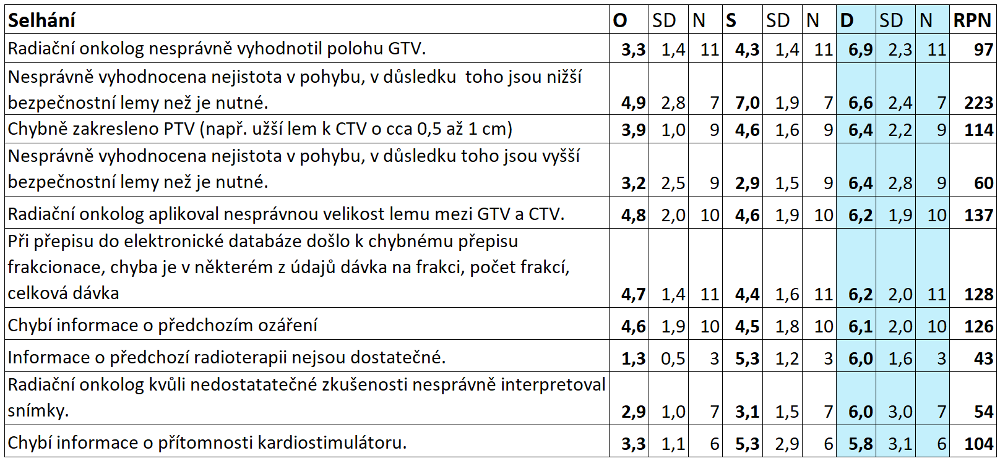 Selhání O SD N S SD N D SD N RPN
Radiační onkolog nesprávně vyhodnotil polohu GTV. 3,3 1,4 11 4,3 1,4 11 6,9 2,3 11 97
Nesprávně vyhodnocena nejistota v pohybu, v důsledku  toho jsou nižší
bezpečnostní lemy než je nutné. 4,9 2,8 7 7,0 1,9 7 6,6 2,4 7 223
Chybně zakresleno PTV (např. užší lem k CTV o cca 0,5 až 1 cm) 3,9 1,0 9 4,6 1,6 9 6,4 2,2 9 114
Nesprávně vyhodnocena nejistota v pohybu, v důsledku toho jsou vyšší
bezpečnostní lemy než je nutné. 3,2 2,5 9 2,9 1,5 9 6,4 2,8 9 60
Radiační onkolog aplikoval nesprávnou velikost lemu mezi GTV a CTV. 4,8 2,0 10 4,6 1,9 10 6,2 1,9 10 137
Při přepisu do elektronické databáze došlo k chybnému přepisu
frakcionace, chyba je v některém z údajů dávka na frakci, počet frakcí,
celková dávka 4,7 1,4 11 4,4 1,6 11 6,2 2,0 11 128
Chybí informace o předchozím ozáření 4,6 1,9 10 4,5 1,8 10 6,1 2,0 10 126
Informace o předchozí radioterapii nejsou dostatečné. 1,3 0,5 3 5,3 1,2 3 6,0 1,6 3 43
Radiační onkolog kvůli nedostatatečné zkušenosti nesprávně interpretoval
snímky. 2,9 1,0 7 3,1 1,5 7 6,0 3,0 7 54
Chybí informace o přítomnosti kardiostimulátoru. 3,3 1,1 6 5,3 2,9 6 5,8 3,1 6 104